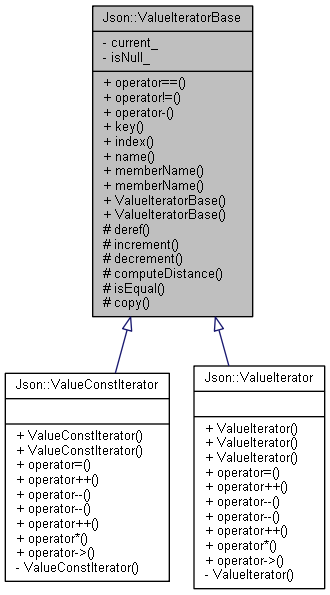 Json::ValueIteratorBase
- current_
- isNull_
+ operator==()
+ operator!=()
+ operator-()
+ key()
+ index()
+ name()
+ memberName()
+ memberName()
+ ValueIteratorBase()
+ ValueIteratorBase()
# deref()
# increment()
# decrement()
# computeDistance()
# isEqual()
# copy()
Json::ValueConstIterator
+ ValueConstIterator()
+ ValueConstIterator()
+ operator=()
+ operator++()
+ operator--()
+ operator--()
+ operator++()
+ operator*()
+ operator->()
- ValueConstIterator()
Json::ValueIterator
+ ValueIterator()
+ ValueIterator()
+ ValueIterator()
+ operator=()
+ operator++()
+ operator--()
+ operator--()
+ operator++()
+ operator*()
+ operator->()
- ValueIterator()